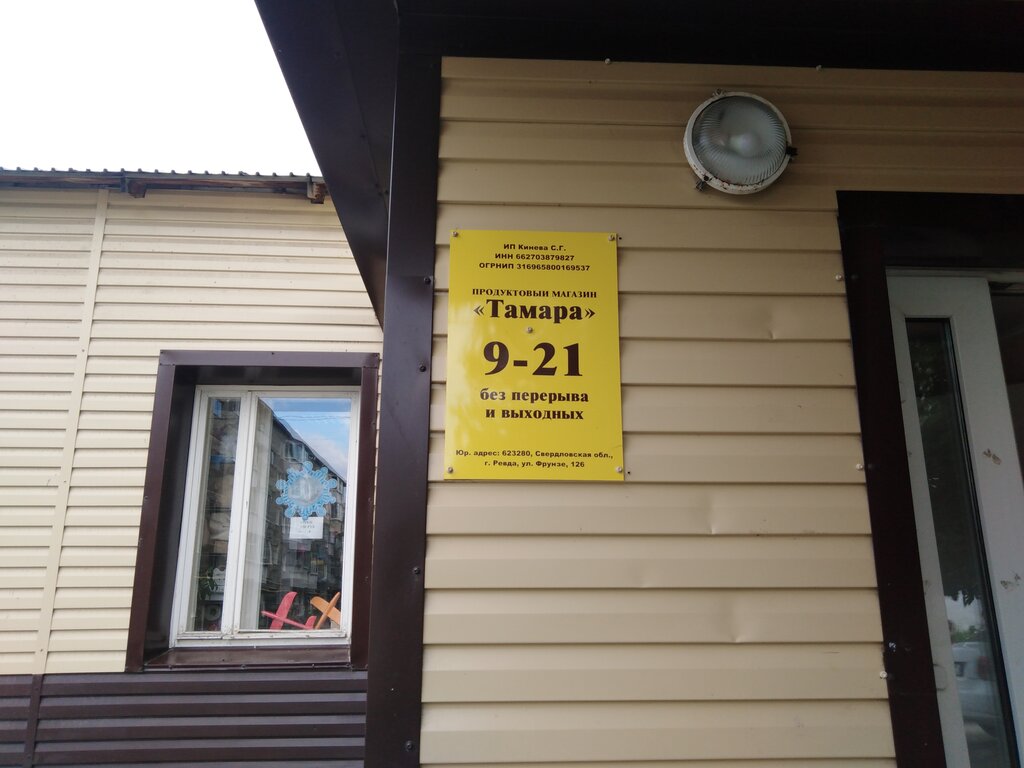 ИП Кинева С.Г.
ИНН 662703879827
ОГРНИП 316965800169537
ПРОДУКТОВЫЙ МАГАЗИН
«Тамара»
9-21
без перерыва
и выходных
Юр. адрес: 623280, Свердловская обл.,
г. Ревда, ул. Фрунзе, 126